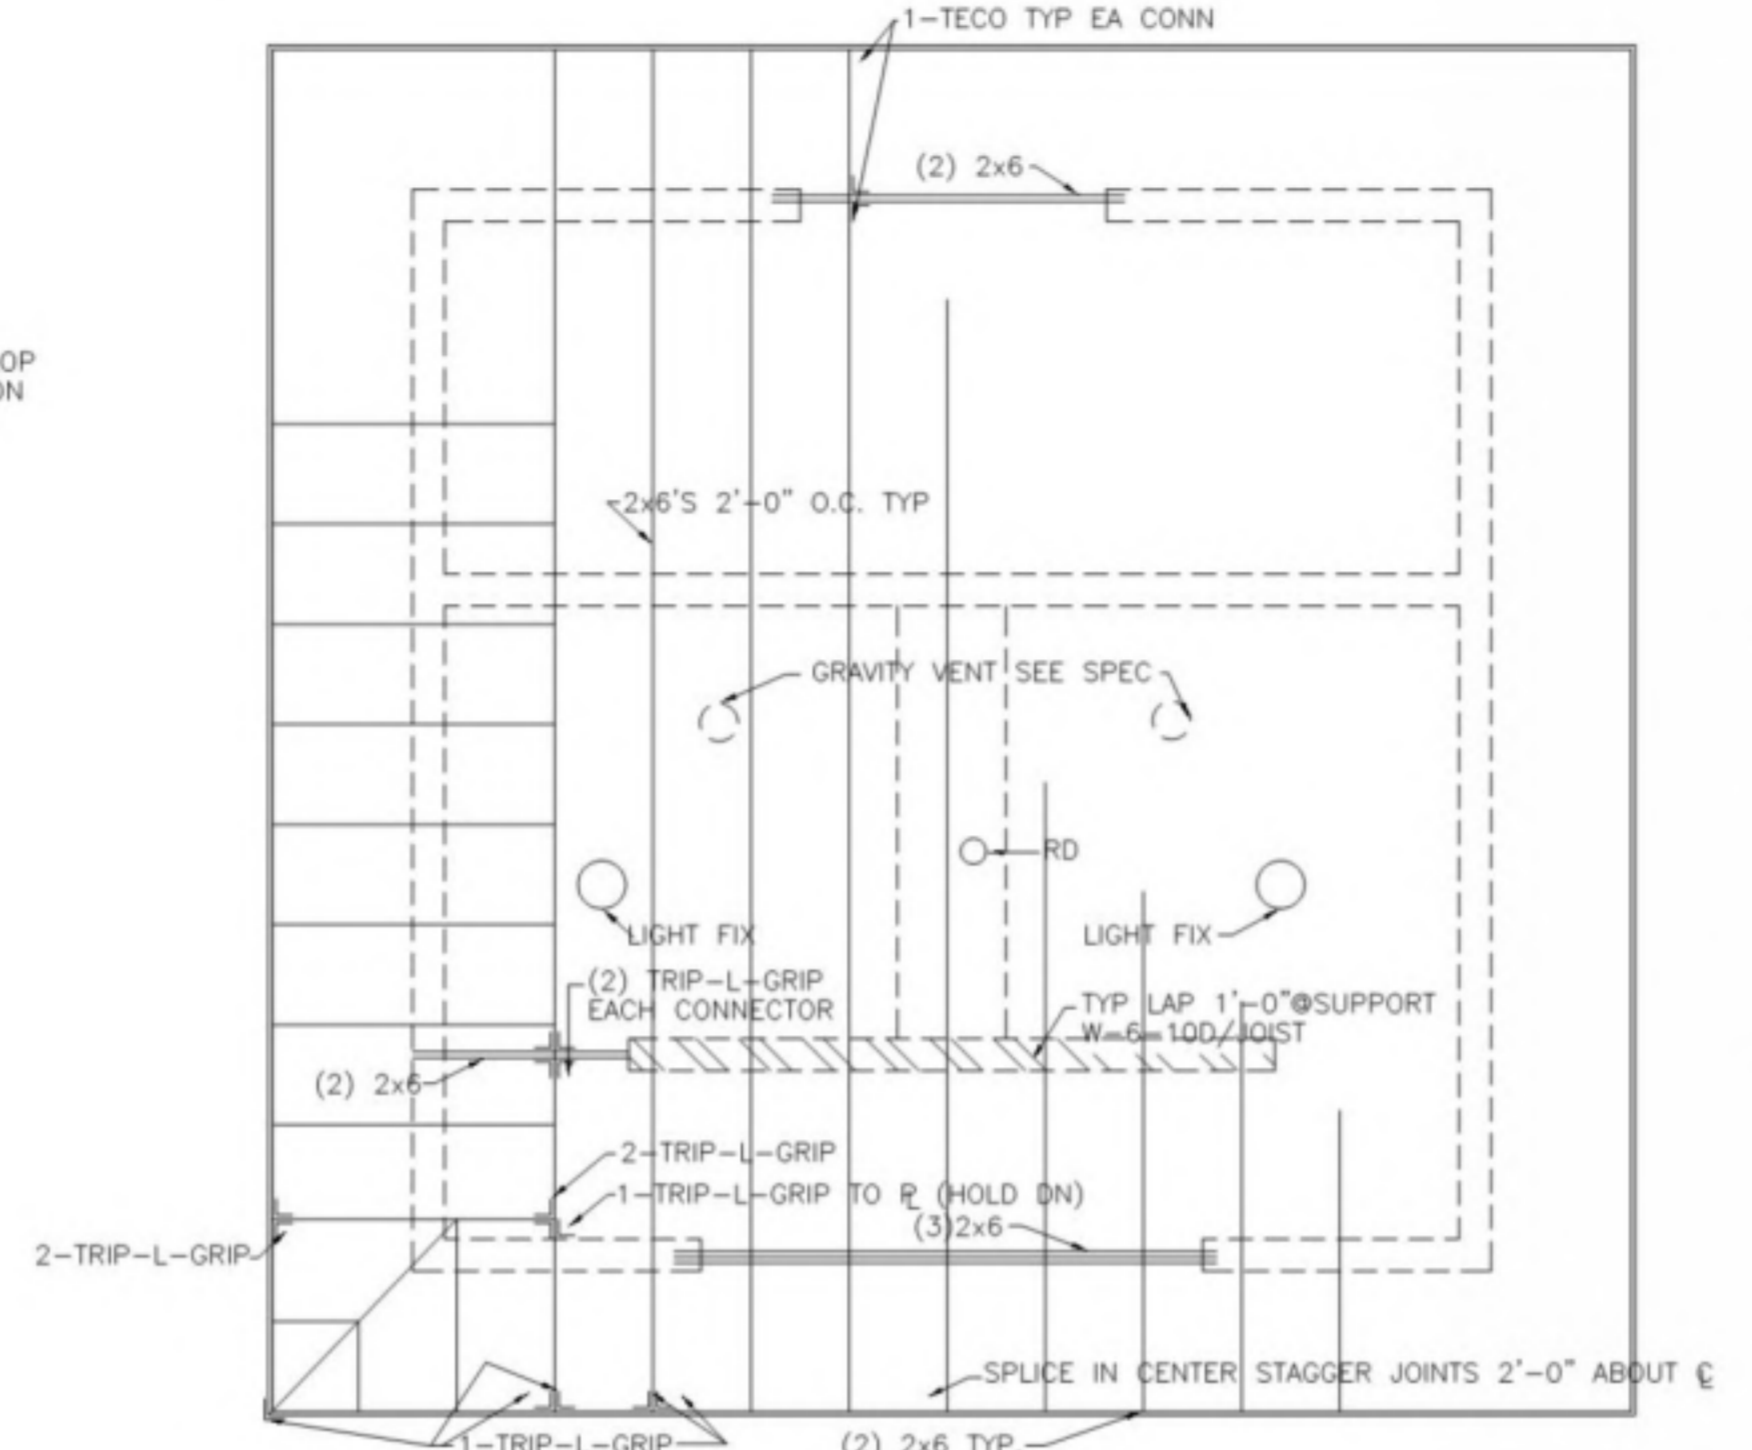 1-TECO TYP EA CONN
(2) 2x6
OP
ON
2x6'S 2'-0" O.C. TYP
GRAVITY VENT SEE SPEC
RD
LIGHT FIX
LIGHT FIX
(2) TRIP-L-GRIP
EACH CONNECTOR
TYP LAP 1'-0"@SUPPORT
W-6-10D/JOIST
(2) 2x6
2-TRIP-L-GRIP
1-TRIP-L-GRIP TO ⅊ (HOLD DN)
(3)2x6
2-TRIP-L-GRIP
SPLICE IN CENTER STAGGER JOINTS 2'-0" ABOUT ℄
1-TRIP-L-GRIP
(2) 2x6 TYP